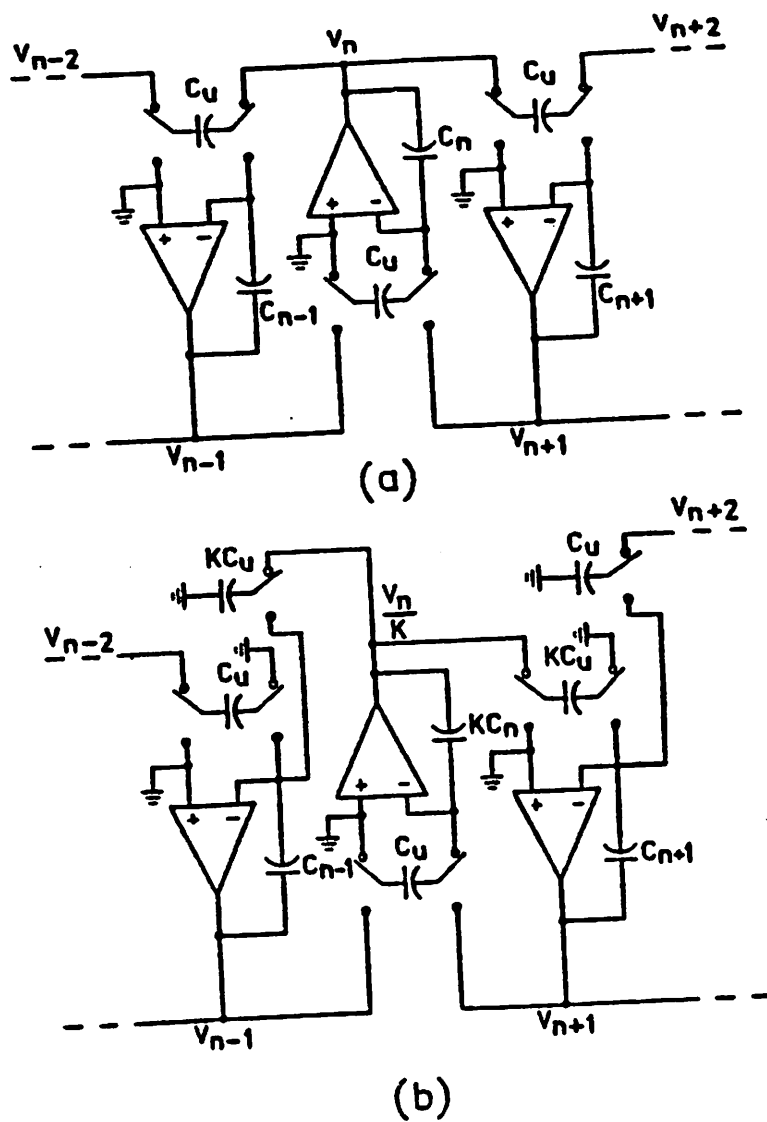 Vn-2
Vn
Vn+2
Cu
Cu
Cn
+ -
+ -
+ -
Cu
Cn-1
Cn+1
Vn-1
Vn+1
(a)
Vn+2
KCu
Cu
Vn/K
Vn-2
Cu
KCu
KCn
+ -
+ -
+ -
Cn-1
Cu
Cn+1
Vn-1
Vn+1
(b)